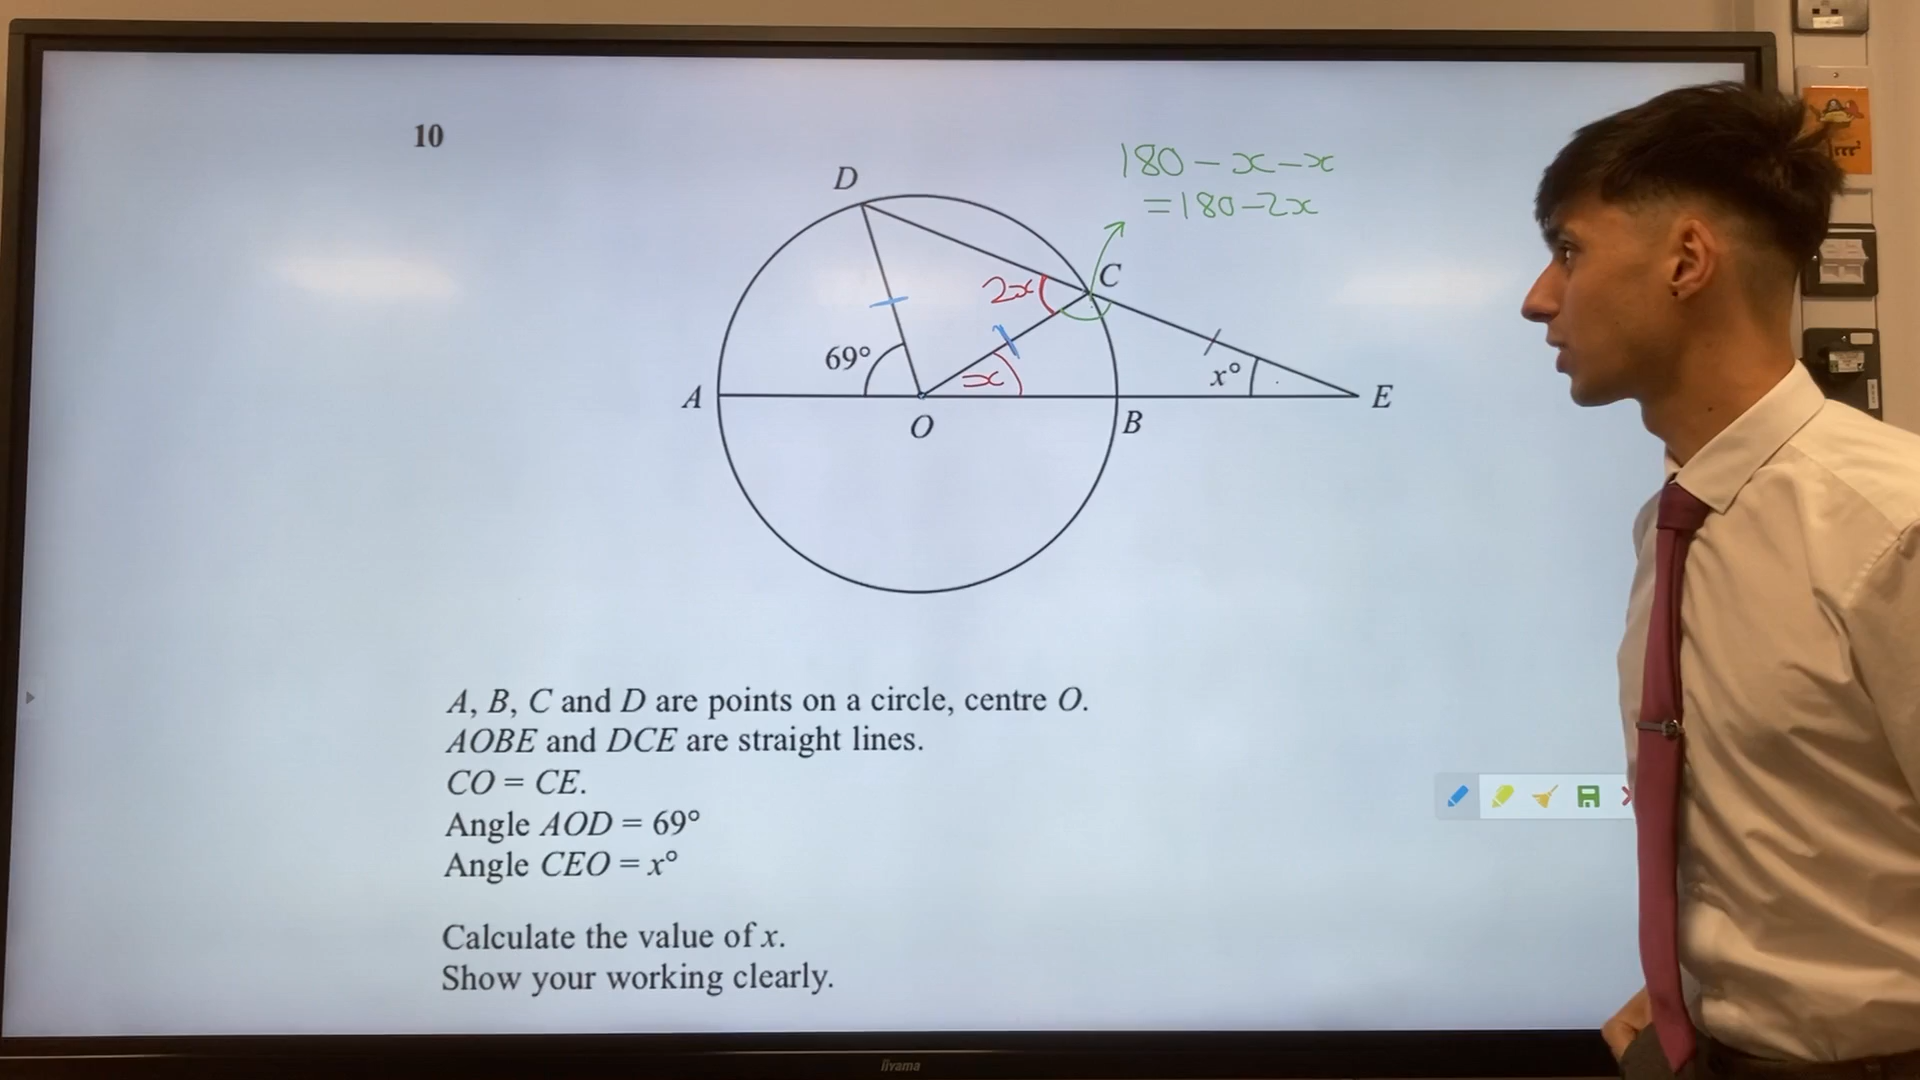 10
180 - x - x
= 180 - 2x
D
C
2x
69°
x
x°
A
O
B
E
A, B, C and D are points on a circle, centre O.
AOBE and DCE are straight lines.
CO = CE.
Angle AOD = 69°
Angle CEO = x°
Calculate the value of x.
Show your working clearly.
iiyama